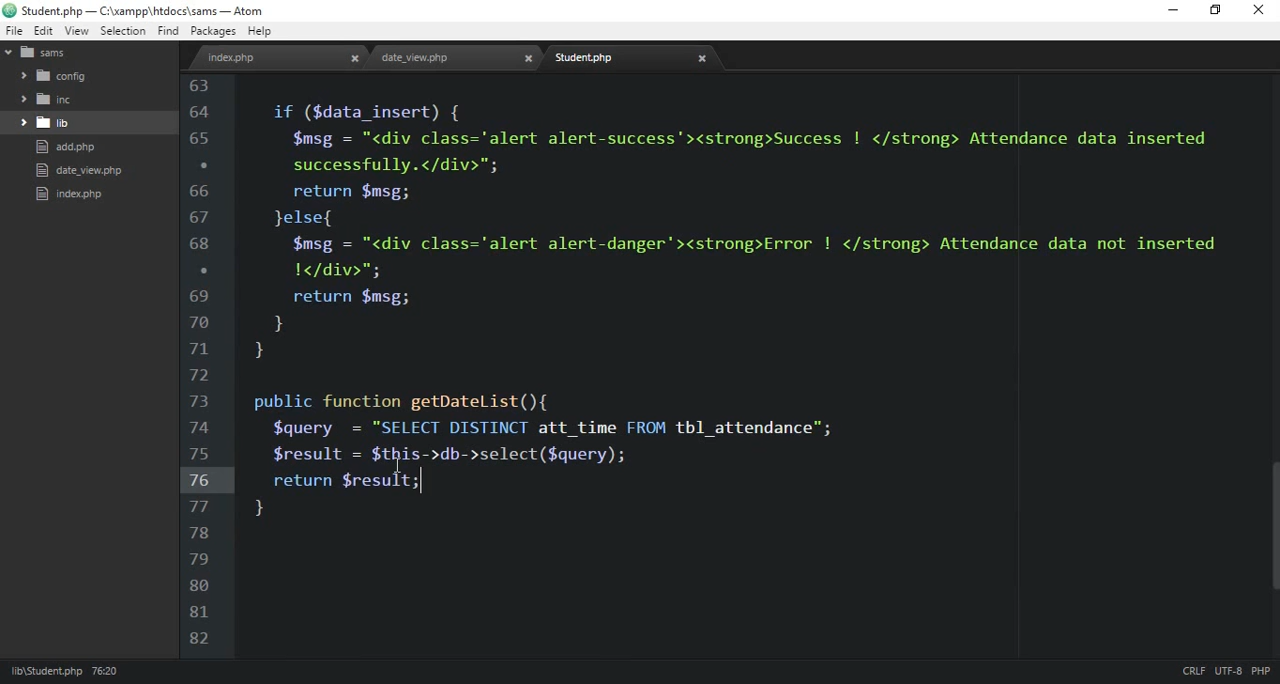 Student.php — C:\xampp\htdocs\sams — Atom
File Edit View Selection Find Packages Help
sams
config
inc
lib
add.php
date_view.php
index.php
index.php date_view.php Student.php
63
64 if ($data_insert) {
65 $msg = "<div class='alert alert-success'><strong>Success ! </strong> Attendance data inserted
• successfully.</div>";
66 return $msg;
67 }else{
68 $msg = "<div class='alert alert-danger'><strong>Error ! </strong> Attendance data not inserted
• !</div>";
69 return $msg;
70 }
71 }
72
73 public function getDateList(){
74 $query  = "SELECT DISTINCT att_time FROM tbl_attendance";
75 $result = $this->db->select($query);
76 return $result;
77 }
78
79
80
81
82
lib\Student.php 76:20 CRLF UTF-8 PHP